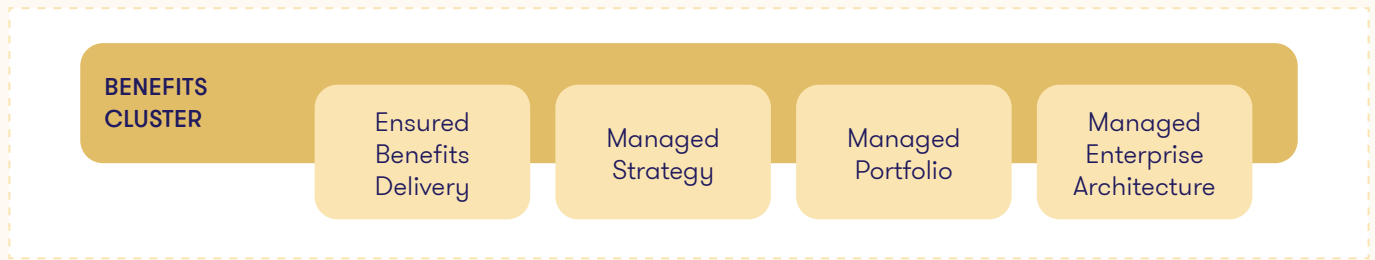 BENEFITS
CLUSTER
Ensured
Benefits
Delivery
Managed
Strategy
Managed
Portfolio
Managed
Enterprise
Architecture